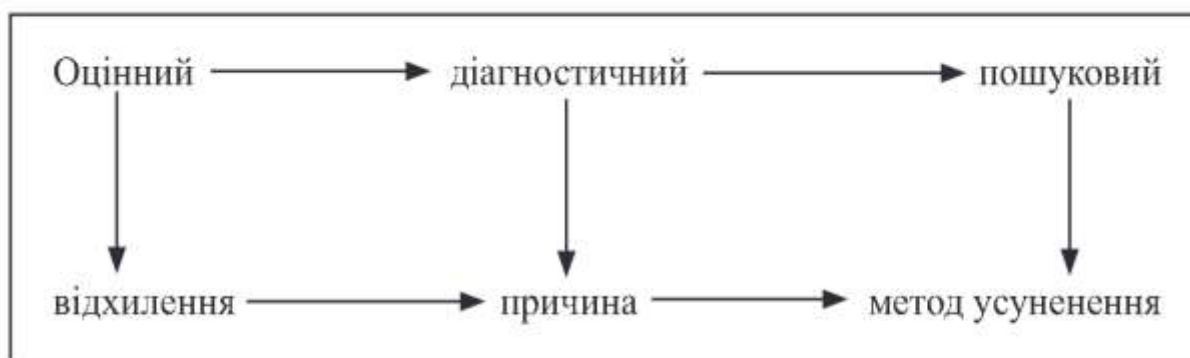 Оцінний діагностичний пошуковий
відхилення причина метод усуненення